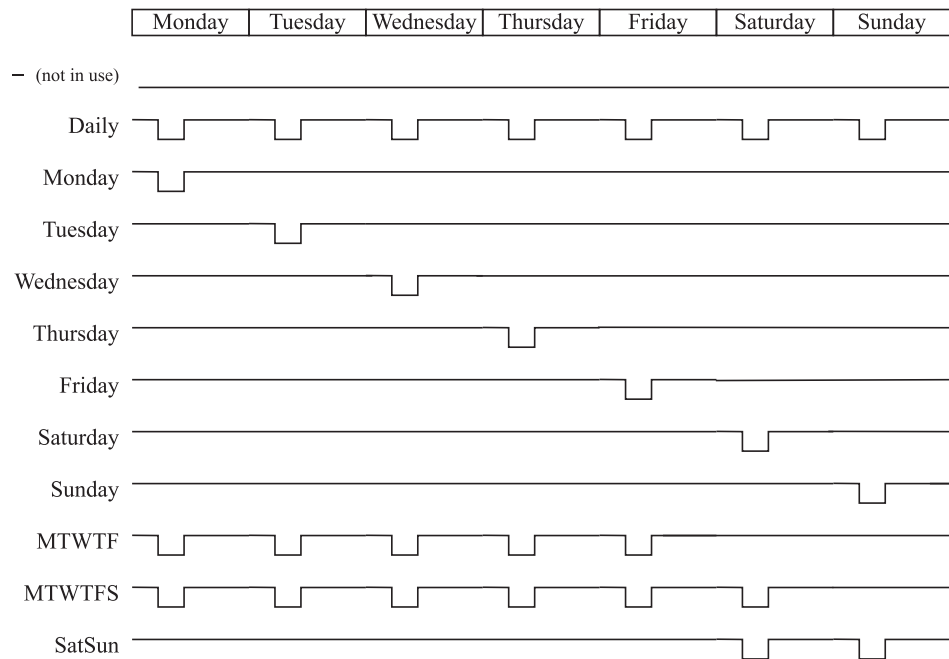 Monday Tuesday Wednesday Thursday Friday Saturday Sunday
– (not in use)
Daily
Monday
Tuesday
Wednesday
Thursday
Friday
Saturday
Sunday
MTWTF
MTWTFS
SatSun